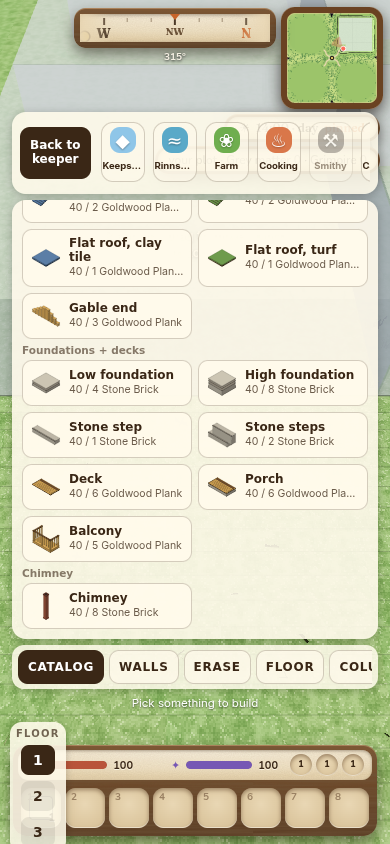 W NW N
315°
Back to
keeper
Keeps...
Rinns...
Farm
Cooking
Smithy
C
40 / 2 Goldwood Pla...
40 / 2 Goldwood Pla...
Flat roof, clay
tile
40 / 1 Goldwood Plan...
Flat roof, turf
40 / 1 Goldwood Plan...
Gable end
40 / 3 Goldwood Plank
Foundations + decks
Low foundation
40 / 4 Stone Brick
High foundation
40 / 8 Stone Brick
Stone step
40 / 1 Stone Brick
Stone steps
40 / 2 Stone Brick
Deck
40 / 6 Goldwood Plank
Porch
40 / 6 Goldwood Pla...
Balcony
40 / 5 Goldwood Plank
Chimney
Chimney
40 / 8 Stone Brick
CATALOG WALLS ERASE FLOOR COLU
Pick something to build
FLOOR
1
2
3
100 100 1 1 1
2 3 4 5 6 7 8